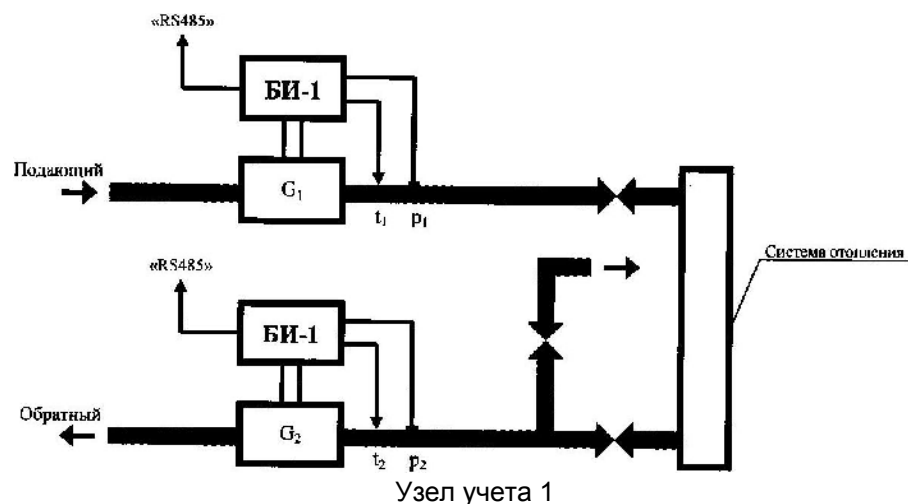 «RS485»
БИ-1
Подающий
G₁
t₁ p₁
Система отопления
«RS485»
БИ-1
Обратный
G₂
t₂ p₂
Узел учета 1